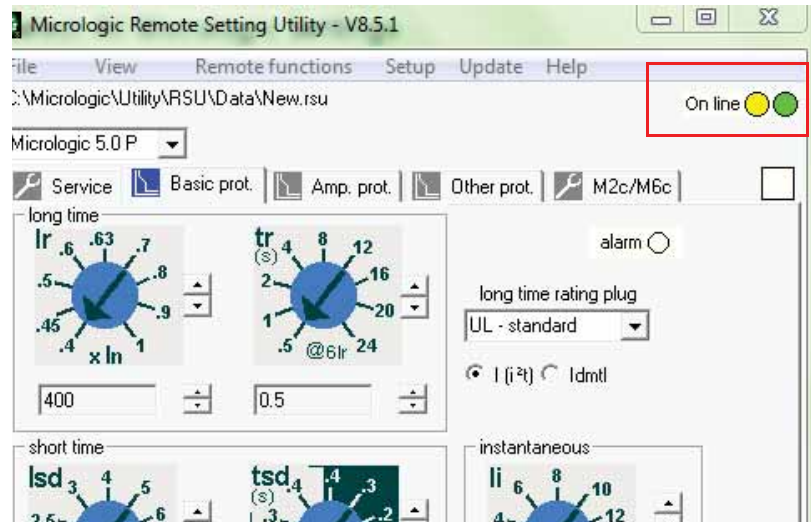 Micrologic Remote Setting Utility - V8.5.1
File View Remote functions Setup Update Help
C:\Micrologic\Utility\RSU\Data\New.rsu
On line
Micrologic 5.0 P
Service Basic prot. Amp. prot. Other prot. M2c/M6c
long time
Ir .4 .45 .5 .6 .63 .7 .8 .9 1 x In
tr (s) .5 1 2 4 8 12 16 20 24 @6Ir
alarm
long time rating plug
UL - standard
I (i²t) Idmtl
400
0.5
short time
instantaneous
Isd 2.5 3 4 5 6
tsd (s) .3 .4 .4 .3 .2
Ii 4 6 8 10 12